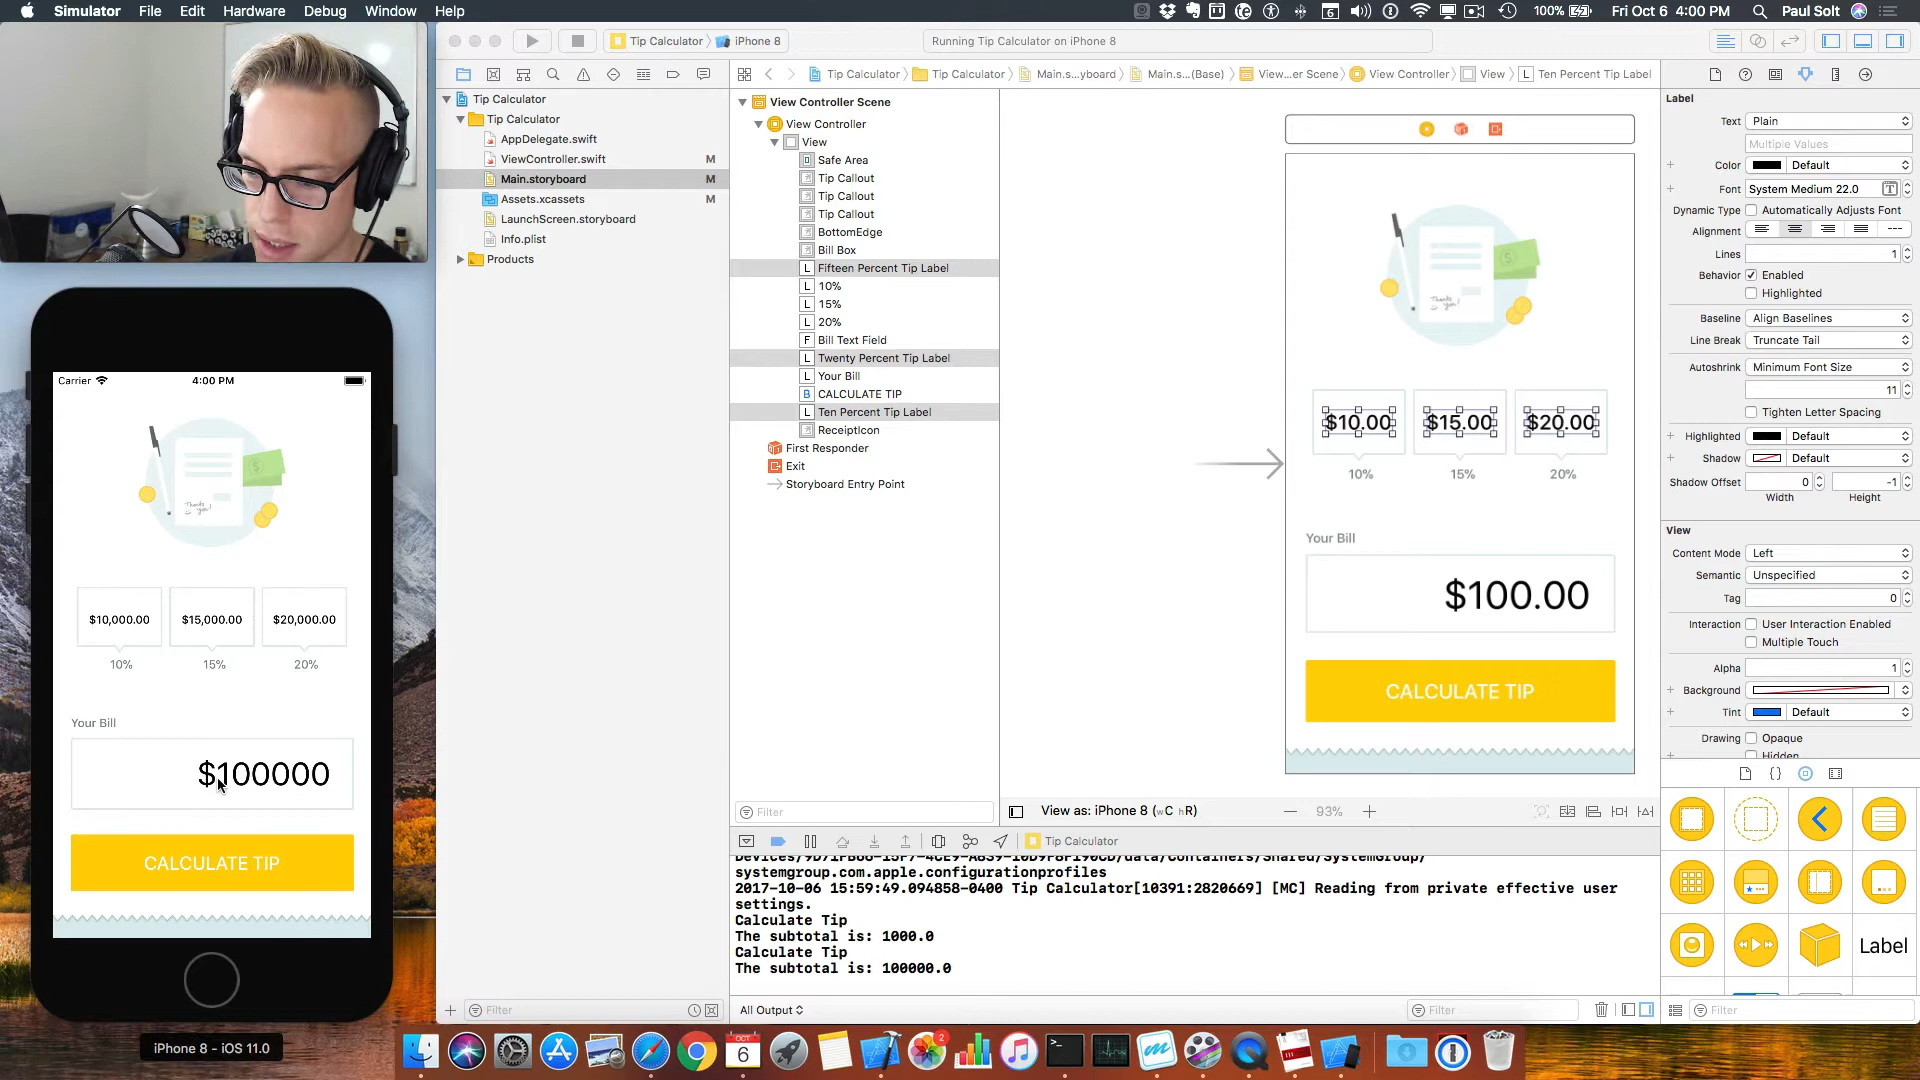 Simulator File Edit Hardware Debug Window Help
100% Fri Oct 6 4:00 PM Paul Solt
Tip Calculator iPhone 8
Running Tip Calculator on iPhone 8
Tip Calculator Tip Calculator Main.s...yboard Main.s...(Base) View...er Scene View Controller View L Ten Percent Tip Label
Tip Calculator
Tip Calculator
AppDelegate.swift
ViewController.swift M
Main.storyboard M
Assets.xcassets M
LaunchScreen.storyboard
Info.plist
Products
Filter
View Controller Scene
View Controller
View
Safe Area
Tip Callout
Tip Callout
Tip Callout
BottomEdge
Bill Box
L Fifteen Percent Tip Label
L 10%
L 15%
L 20%
F Bill Text Field
L Twenty Percent Tip Label
L Your Bill
B CALCULATE TIP
L Ten Percent Tip Label
ReceiptIcon
First Responder
Exit
Storyboard Entry Point
Filter
Thanks you!
$10.00 $15.00 $20.00
10% 15% 20%
Your Bill
$100.00
CALCULATE TIP
View as: iPhone 8 (wC hR)
93%
Tip Calculator
systemgroup.com.apple.configurationprofiles
2017-10-06 15:59:49.094858-0400 Tip Calculator[10391:2820669] [MC] Reading from private effective user
settings.
Calculate Tip
The subtotal is: 1000.0
Calculate Tip
The subtotal is: 100000.0
All Output
Filter
Label
Text Plain
Multiple Values
Color Default
Font System Medium 22.0
Dynamic Type Automatically Adjusts Font
Alignment
Lines 1
Behavior Enabled
Highlighted
Baseline Align Baselines
Line Break Truncate Tail
Autoshrink Minimum Font Size
11
Tighten Letter Spacing
Highlighted Default
Shadow Default
Shadow Offset 0 -1
Width Height
View
Content Mode Left
Semantic Unspecified
Tag 0
Interaction User Interaction Enabled
Multiple Touch
Alpha 1
Background
Tint Default
Drawing Opaque
Hidden
Label
Filter
Carrier 4:00 PM
Thanks you!
$10,000.00 $15,000.00 $20,000.00
10% 15% 20%
Your Bill
$100000
CALCULATE TIP
iPhone 8 - iOS 11.0
OCT
6